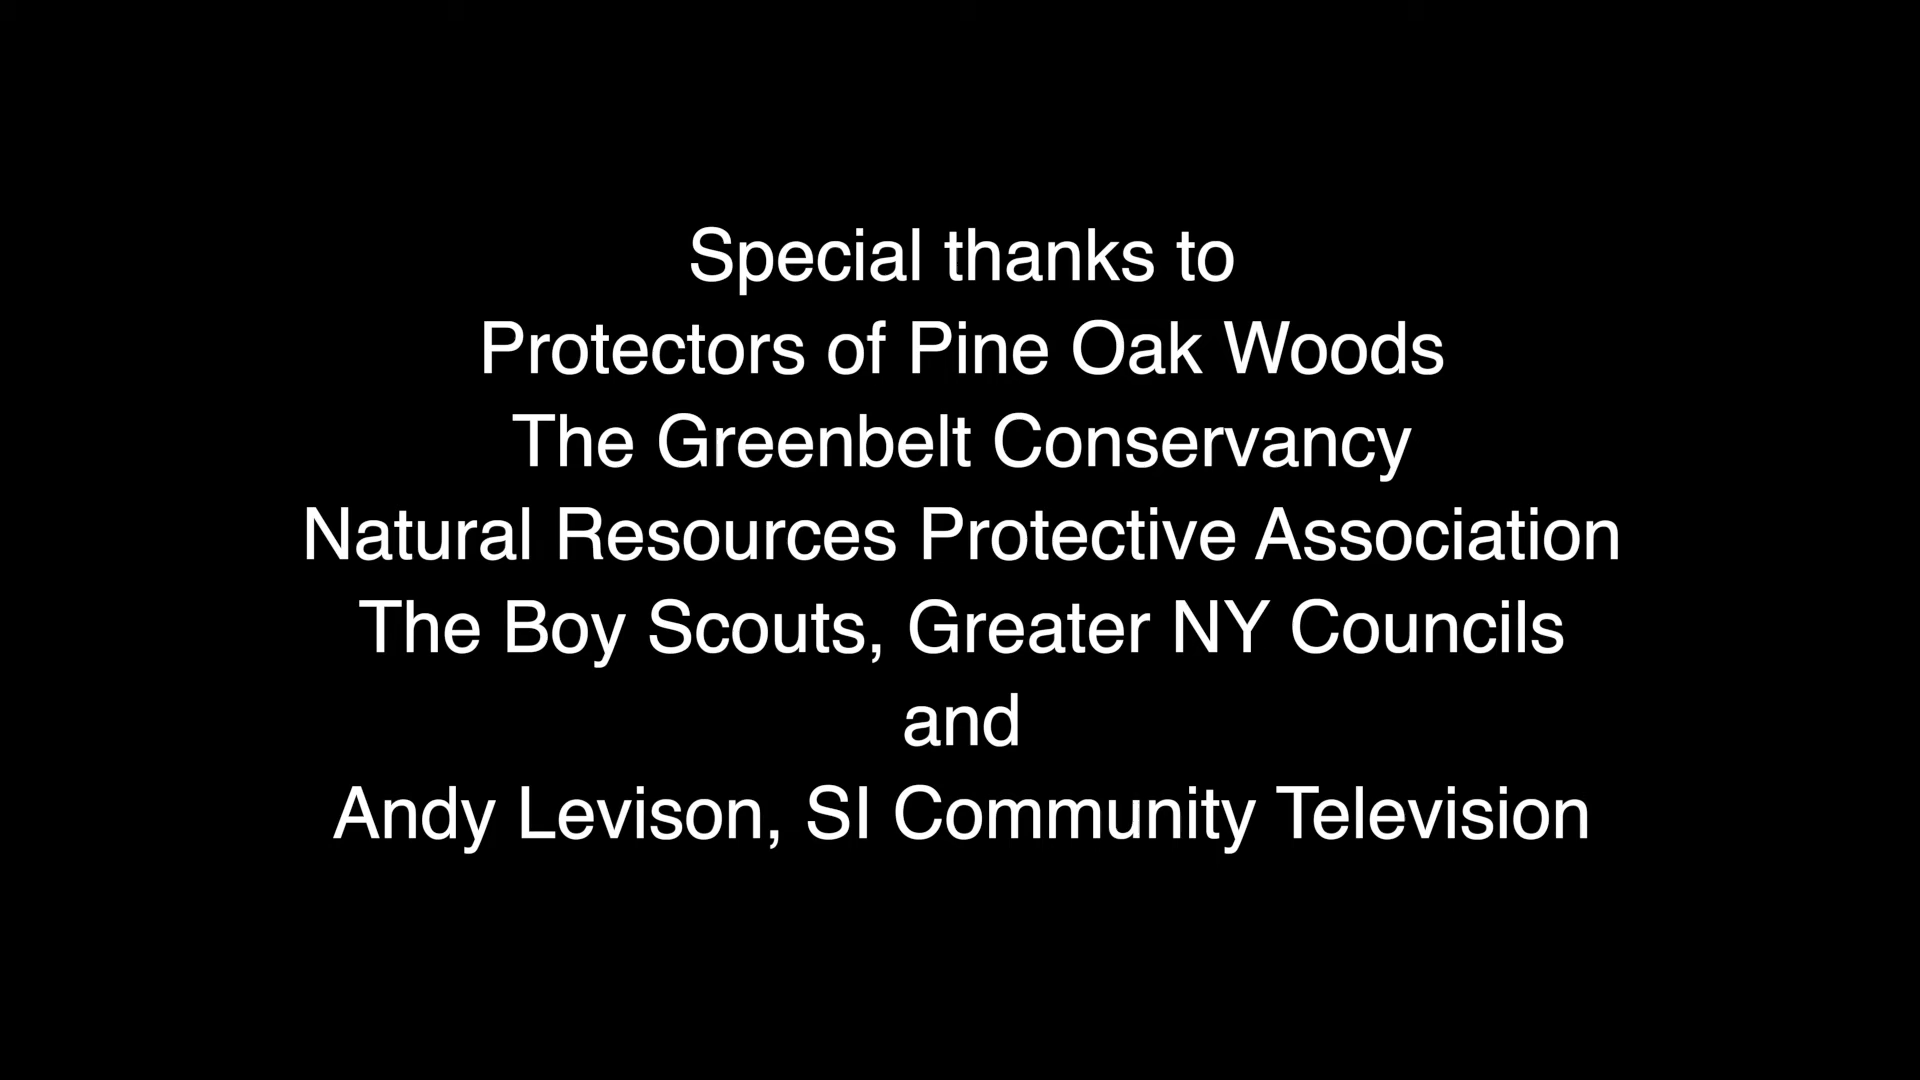 Special thanks to
Protectors of Pine Oak Woods
The Greenbelt Conservancy
Natural Resources Protective Association
The Boy Scouts, Greater NY Councils
and
Andy Levison, SI Community Television